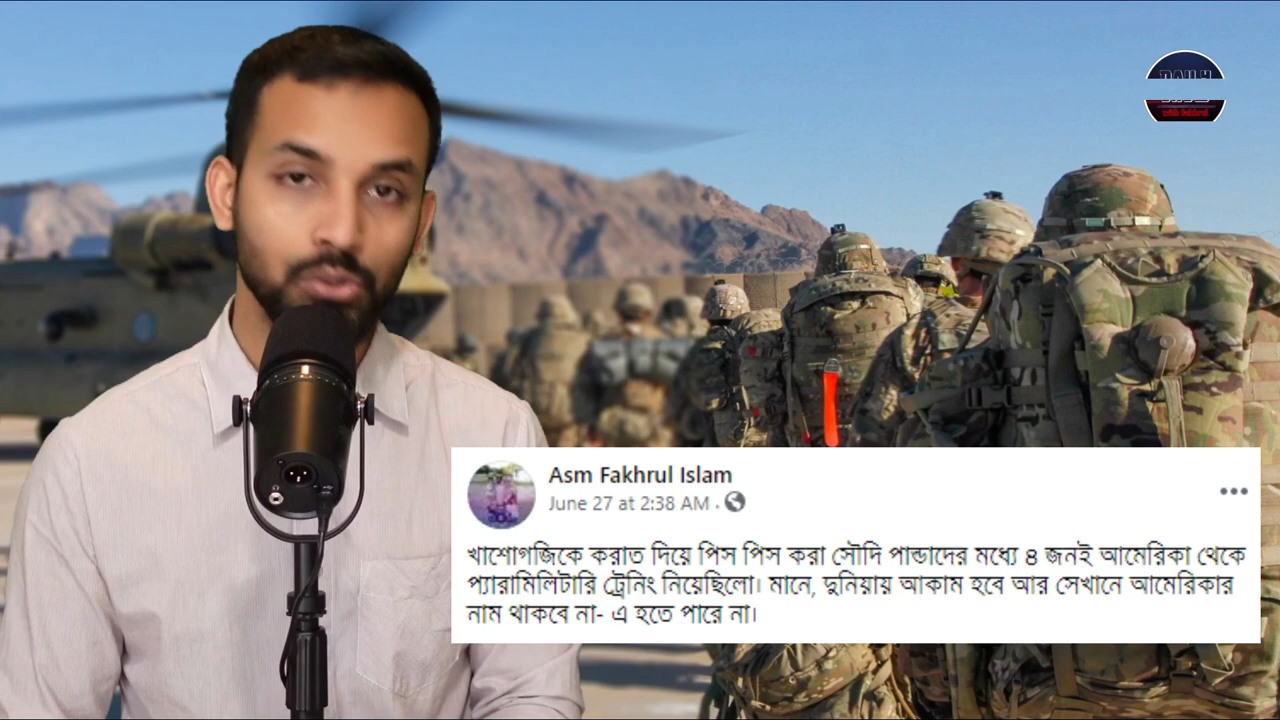 Asm Fakhrul Islam
June 27 at 2:38 AM ·
খাশোগজিকে করাত দিয়ে পিস পিস করা সৌদি পান্ডাদের মধ্যে ৪ জনই আমেরিকা থেকে
প্যারামিলিটারি ট্রেনিং নিয়েছিলো। মানে, দুনিয়ায় আকাম হবে আর সেখানে আমেরিকার
নাম থাকবে না- এ হতে পারে না।